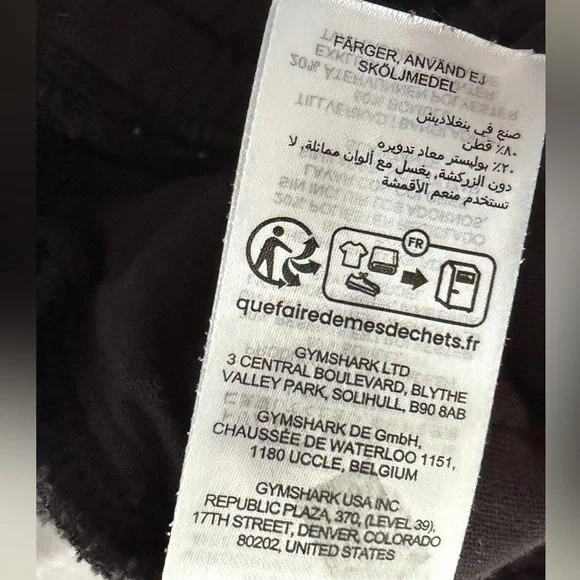 FÄRGER, ANVÄND EJ
SKÖLJMEDEL
صنع في بنغلاديش
٨٠٪ قطن
٢٠٪ بوليستر معاد تدويره
دون الزركشة، يغسل مع ألوان مماثلة، لا
تستخدم منعم الأقمشة
FR
quefairedemesdechets.fr
GYMSHARK LTD
3 CENTRAL BOULEVARD, BLYTHE
VALLEY PARK, SOLIHULL, B90 8AB
GYMSHARK DE GmbH,
CHAUSSÉE DE WATERLOO 1151,
1180 UCCLE, BELGIUM
GYMSHARK USA INC
REPUBLIC PLAZA, 370, (LEVEL 39),
17TH STREET, DENVER, COLORADO
80202, UNITED STATES